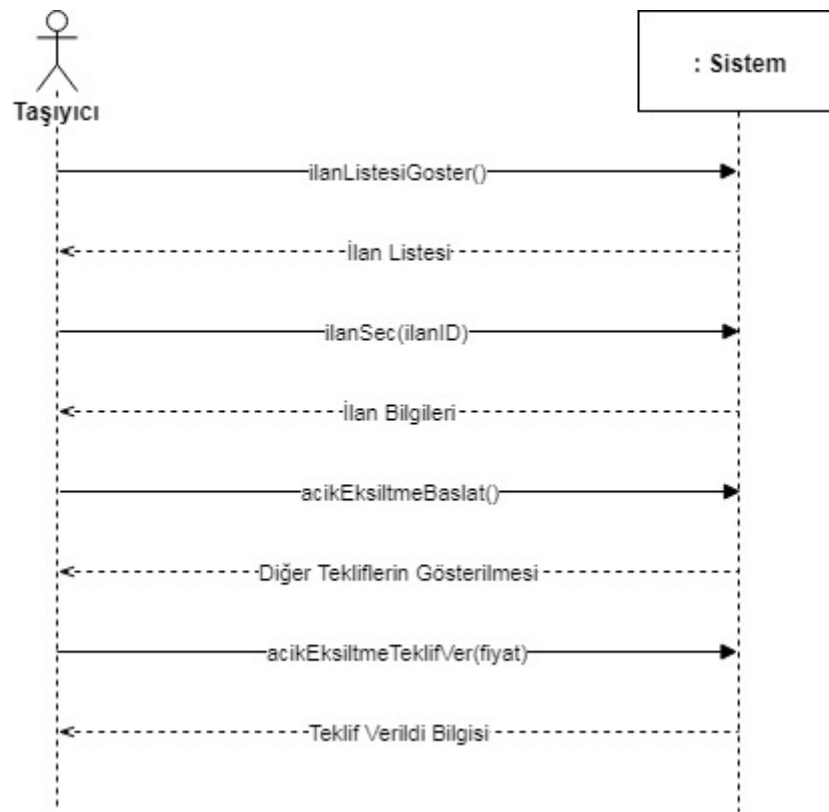 Taşıyıcı
: Sistem
ilanListesiGoster()
İlan Listesi
ilanSec(ilanID)
İlan Bilgileri
acikEksiltmeBaslat()
Diğer Tekliflerin Gösterilmesi
acikEksiltmeTeklifVer(fiyat)
Teklif Verildi Bilgisi